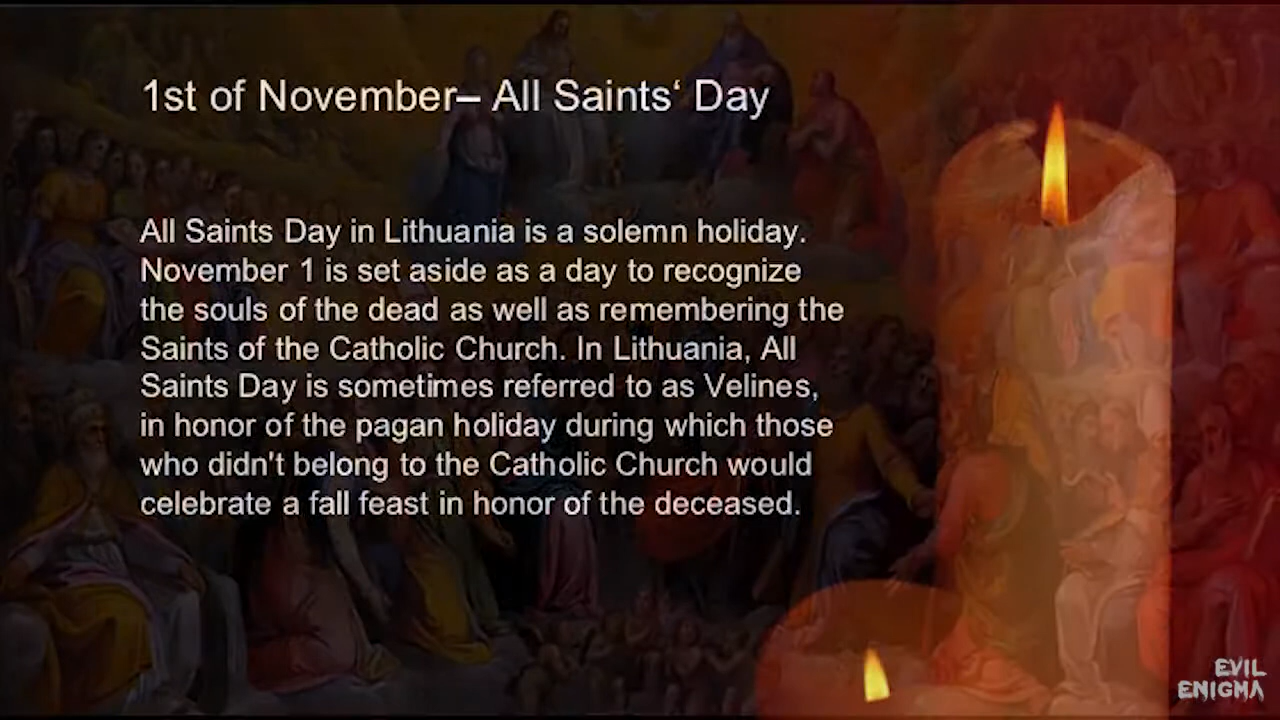 1st of November– All Saints‘ Day
All Saints Day in Lithuania is a solemn holiday.
November 1 is set aside as a day to recognize
the souls of the dead as well as remembering the
Saints of the Catholic Church. In Lithuania, All
Saints Day is sometimes referred to as Velines,
in honor of the pagan holiday during which those
who didn't belong to the Catholic Church would
celebrate a fall feast in honor of the deceased.
EVIL
ENIGMA